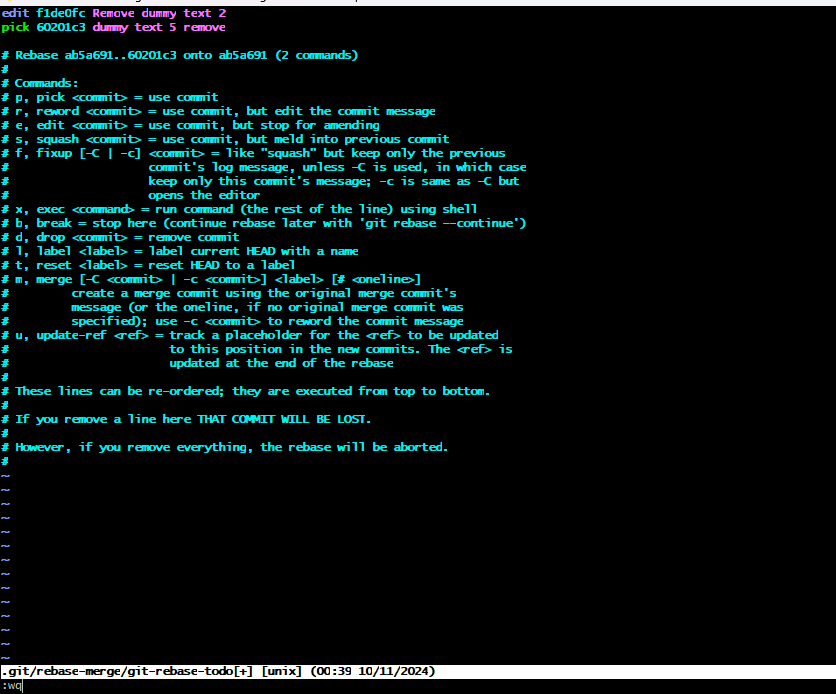 edit f1de0fc Remove dummy text 2
pick 60201c3 dummy text 5 remove

# Rebase ab5a691..60201c3 onto ab5a691 (2 commands)
#
# Commands:
# p, pick <commit> = use commit
# r, reword <commit> = use commit, but edit the commit message
# e, edit <commit> = use commit, but stop for amending
# s, squash <commit> = use commit, but meld into previous commit
# f, fixup [-C | -c] <commit> = like "squash" but keep only the previous
#                    commit's log message, unless -C is used, in which case
#                    keep only this commit's message; -c is same as -C but
#                    opens the editor
# x, exec <command> = run command (the rest of the line) using shell
# b, break = stop here (continue rebase later with 'git rebase --continue')
# d, drop <commit> = remove commit
# l, label <label> = label current HEAD with a name
# t, reset <label> = reset HEAD to a label
# m, merge [-C <commit> | -c <commit>] <label> [# <oneline>]
#         create a merge commit using the original merge commit's
#         message (or the oneline, if no original merge commit was
#         specified); use -c <commit> to reword the commit message
# u, update-ref <ref> = track a placeholder for the <ref> to be updated
#                       to this position in the new commits. The <ref> is
#                       updated at the end of the rebase
#
# These lines can be re-ordered; they are executed from top to bottom.
#
# If you remove a line here THAT COMMIT WILL BE LOST.
#
# However, if you remove everything, the rebase will be aborted.
#
~
~
~
~
~
~
~
~
~
~
~
~
~
~
.git/rebase-merge/git-rebase-todo[+] [unix] (00:39 10/11/2024)
:wq